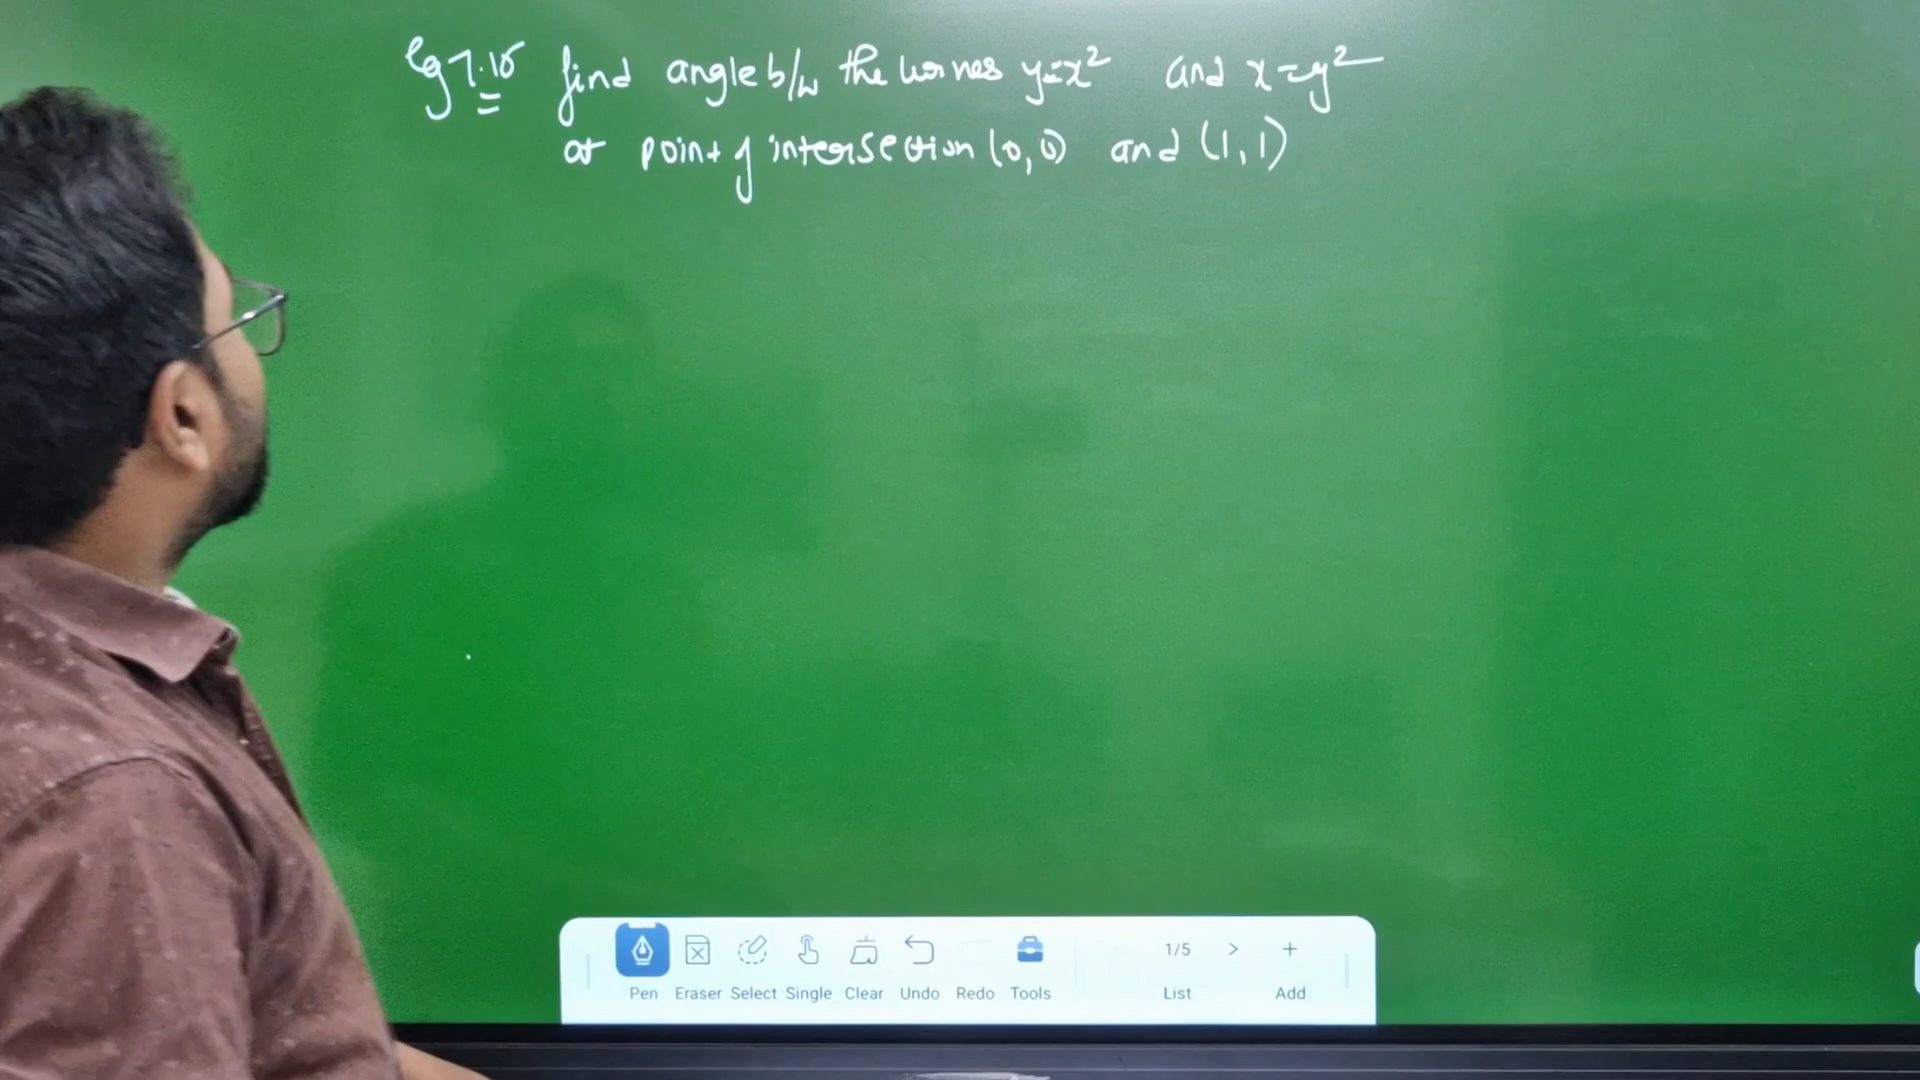 Eg 7.15 find angle b/w the curves y=x² and x=y²
at point of intersection (0,0) and (1,1)
Pen Eraser Select Single Clear Undo Redo Tools 1/5 List > + Add